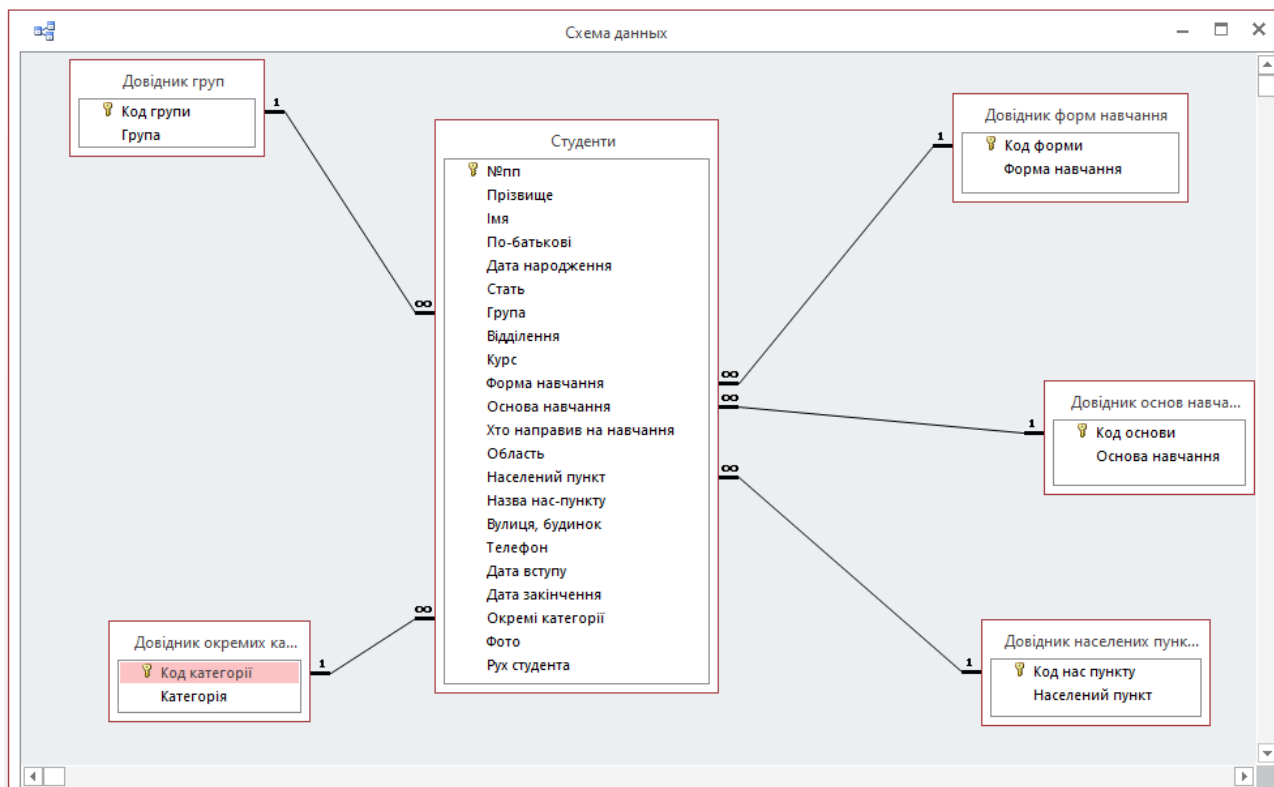 Схема данных
Довідник груп
Код групи
Група
1
∞
Студенти
№пп
Прізвище
Імя
По-батькові
Дата народження
Стать
Група
Відділення
Курс
Форма навчання
Основа навчання
Хто направив на навчання
Область
Населений пункт
Назва нас-пункту
Вулиця, будинок
Телефон
Дата вступу
Дата закінчення
Окремі категорії
Фото
Рух студента
Довідник форм навчання
Код форми
Форма навчання
1
∞
∞
Довідник основ навча...
Код основи
Основа навчання
1
∞
Довідник окремих ка...
Код категорії
Категорія
1
∞
Довідник населених пунк...
Код нас пункту
Населений пункт
1